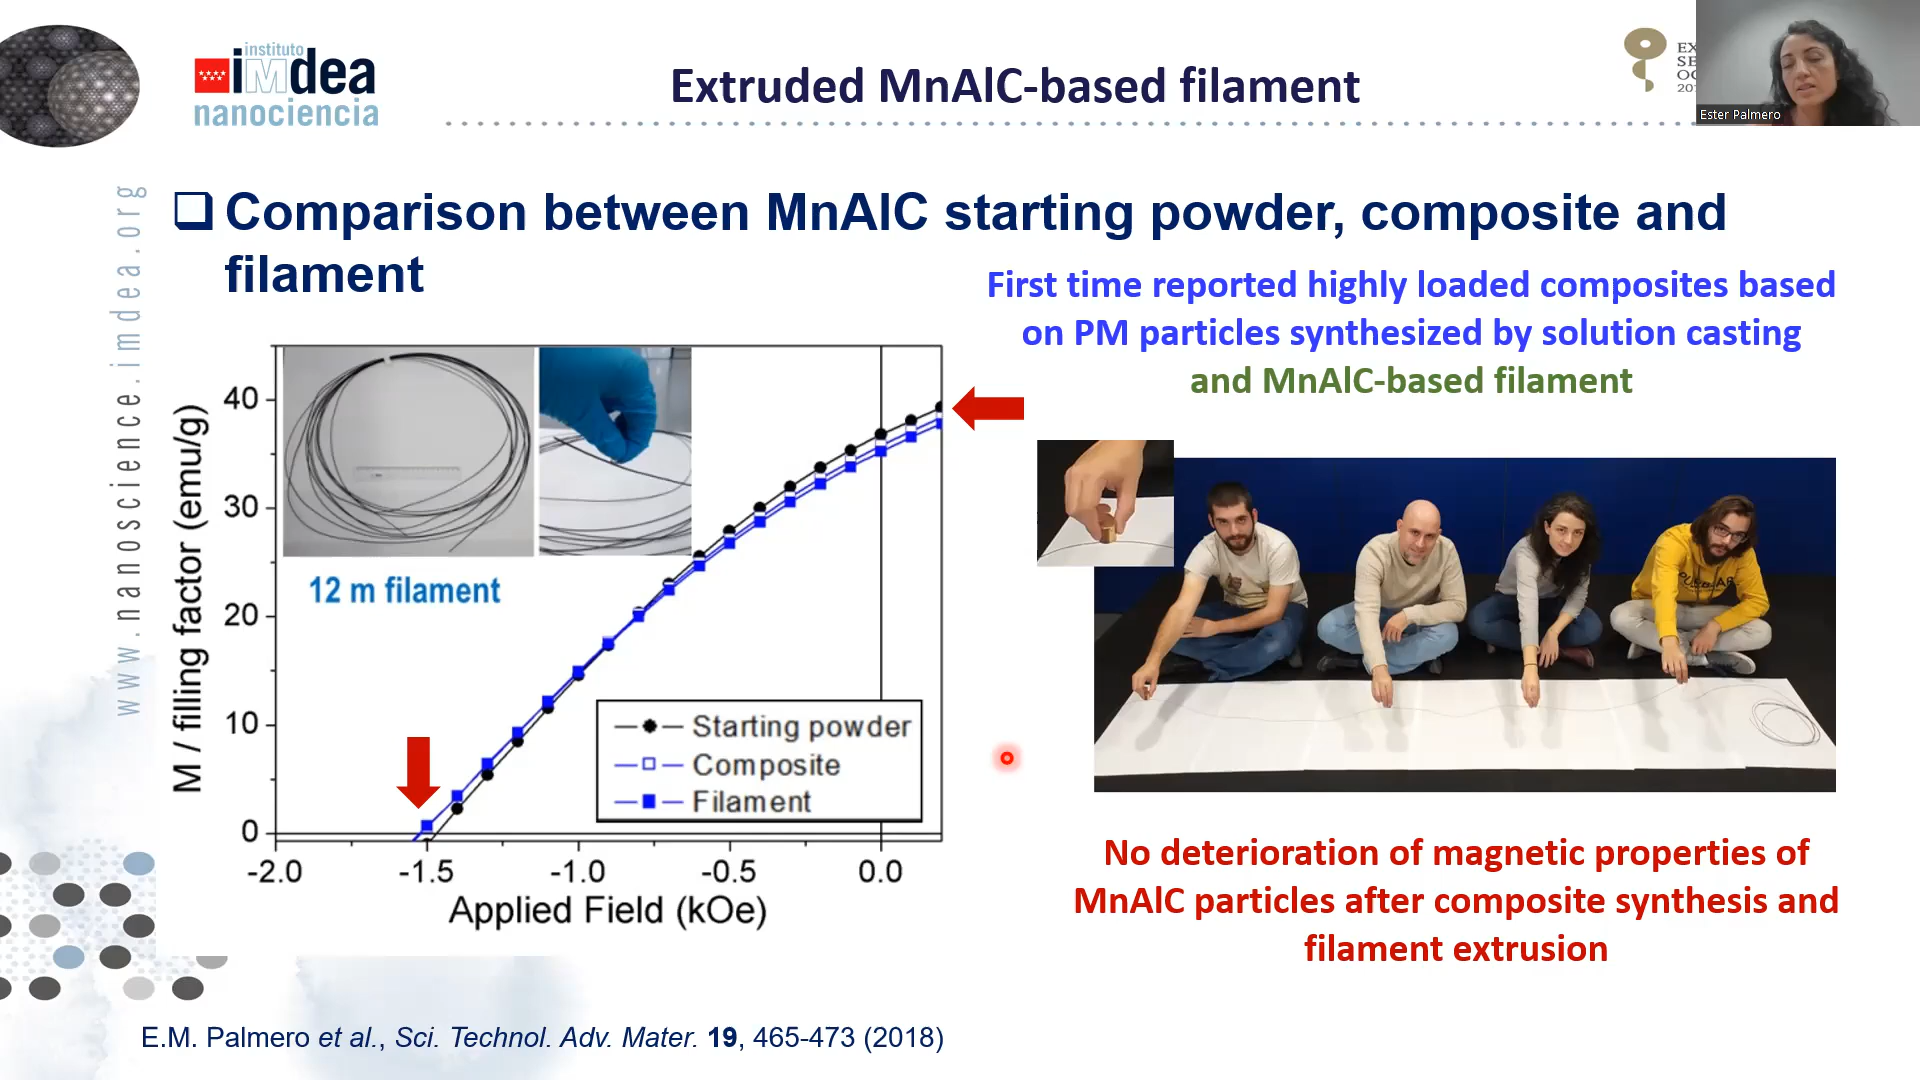 instituto
imdea
nanociencia
Extruded MnAlC-based filament
EX
SE
OC
20
Ester Palmero
www.nanoscience.imdea.org
❑ Comparison between MnAlC starting powder, composite and
filament
First time reported highly loaded composites based
on PM particles synthesized by solution casting
and MnAlC-based filament
M / filling factor (emu/g)
40
30
20
10
0
12 m filament
Starting powder
Composite
Filament
-2.0 -1.5 -1.0 -0.5 0.0
Applied Field (kOe)
No deterioration of magnetic properties of
MnAlC particles after composite synthesis and
filament extrusion
E.M. Palmero et al., Sci. Technol. Adv. Mater. 19, 465-473 (2018)